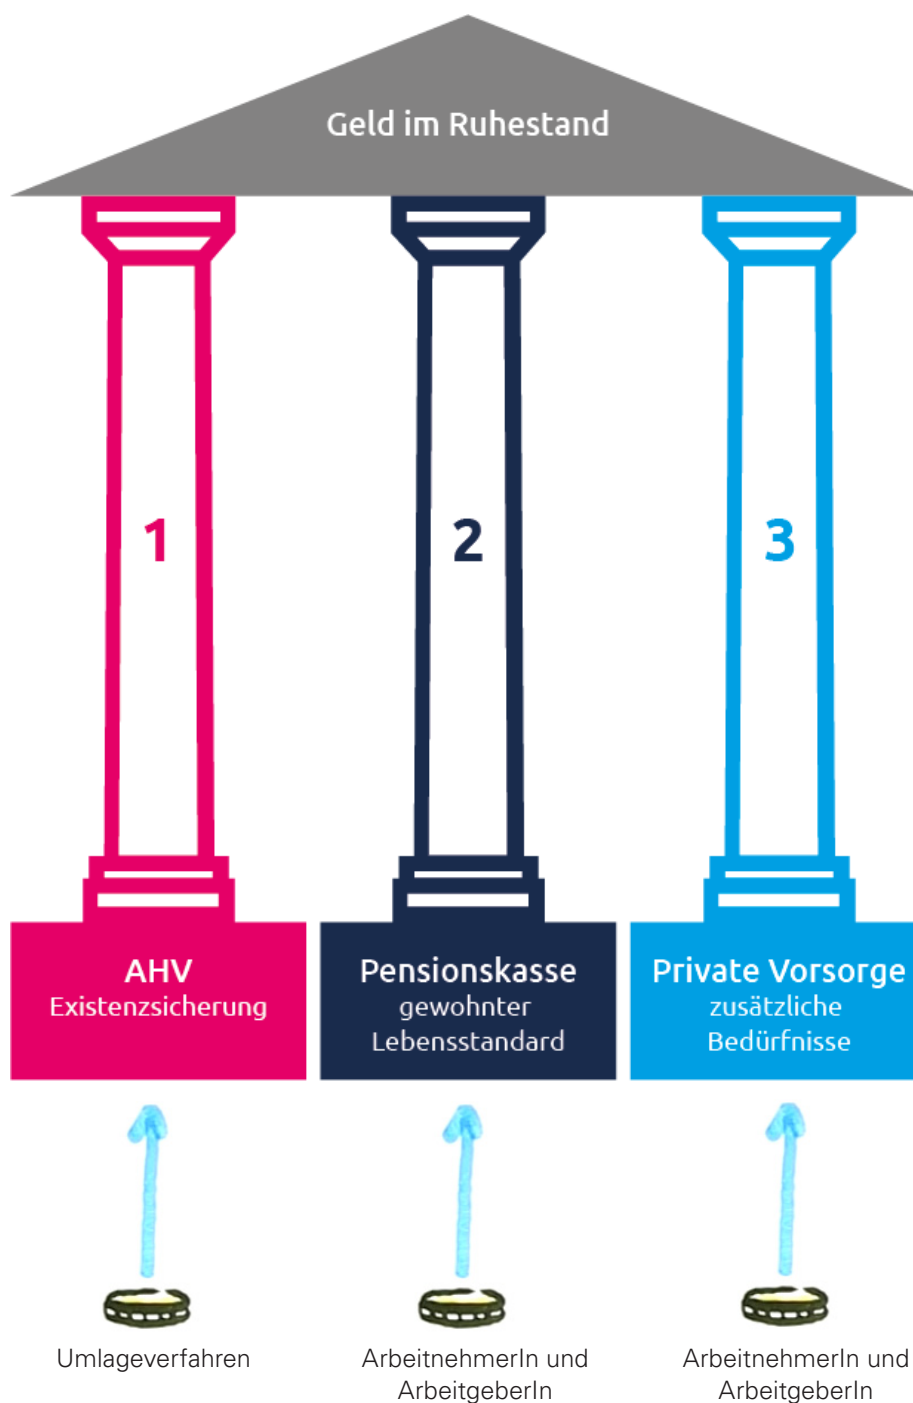 Geld im Ruhestand
1
2
3
AHV
Existenzsicherung
Pensionskasse
gewohnter
Lebensstandard
Private Vorsorge
zusätzliche
Bedürfnisse
Umlageverfahren
ArbeitnehmerIn und
ArbeitgeberIn
ArbeitnehmerIn und
ArbeitgeberIn